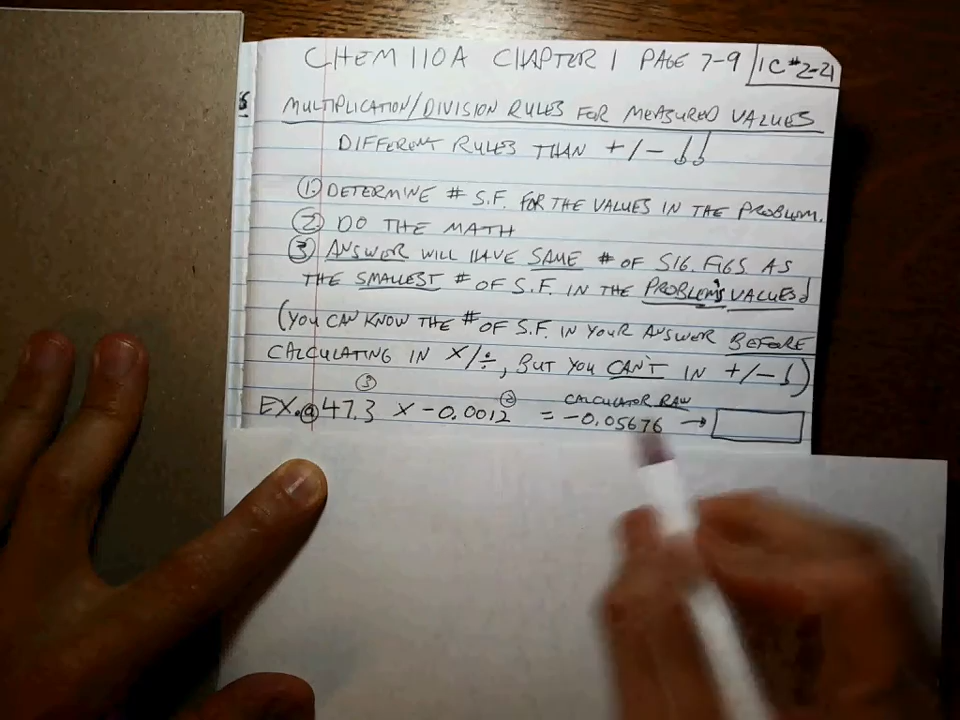 CHEM 110A CHAPTER 1 PAGE 7-9 1C #2-21
MULTIPLICATION/DIVISION RULES FOR MEASURED VALUES
DIFFERENT RULES THAN +/- !!
① DETERMINE # S.F. FOR THE VALUES IN THE PROBLEM.
② DO THE MATH
③ ANSWER WILL HAVE SAME # OF SIG. FIGS AS
THE SMALLEST # OF S.F. IN THE PROBLEM'S VALUES!
(YOU CAN KNOW THE # OF S.F. IN YOUR ANSWER BEFORE
CALCULATING IN ×/÷, BUT YOU CAN'T IN +/- !)
③ ② CALCULATOR RAW
EX. @ 47.3 × -0.0012 = -0.05676 →